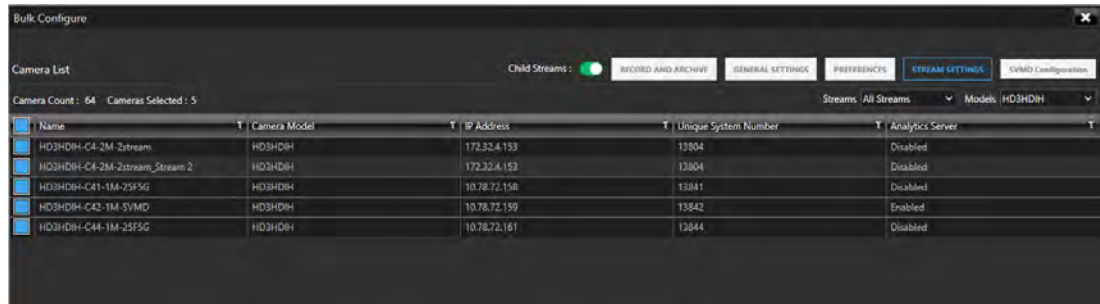 Bulk Configure
Camera List Child Streams : RECORD AND ARCHIVE GENERAL SETTINGS PREFERENCES STREAM SETTINGS SVMD Configuration
Camera Count : 64 Cameras Selected : 5 Streams All Streams Models HD3HDIH
Name Camera Model IP Address Unique System Number Analytics Server
HD3HDIH-C4-2M-2stream HD3HDIH 172.32.4.153 13804 Disabled
HD3HDIH-C4-2M-2stream_Stream 2 HD3HDIH 172.32.4.153 13804 Disabled
HD3HDIH-C41-1M-25F5G HD3HDIH 10.78.72.158 13841 Disabled
HD3HDIH-C42-1M-SVMD HD3HDIH 10.78.72.159 13842 Enabled
HD3HDIH-C44-1M-25F5G HD3HDIH 10.78.72.161 13844 Disabled